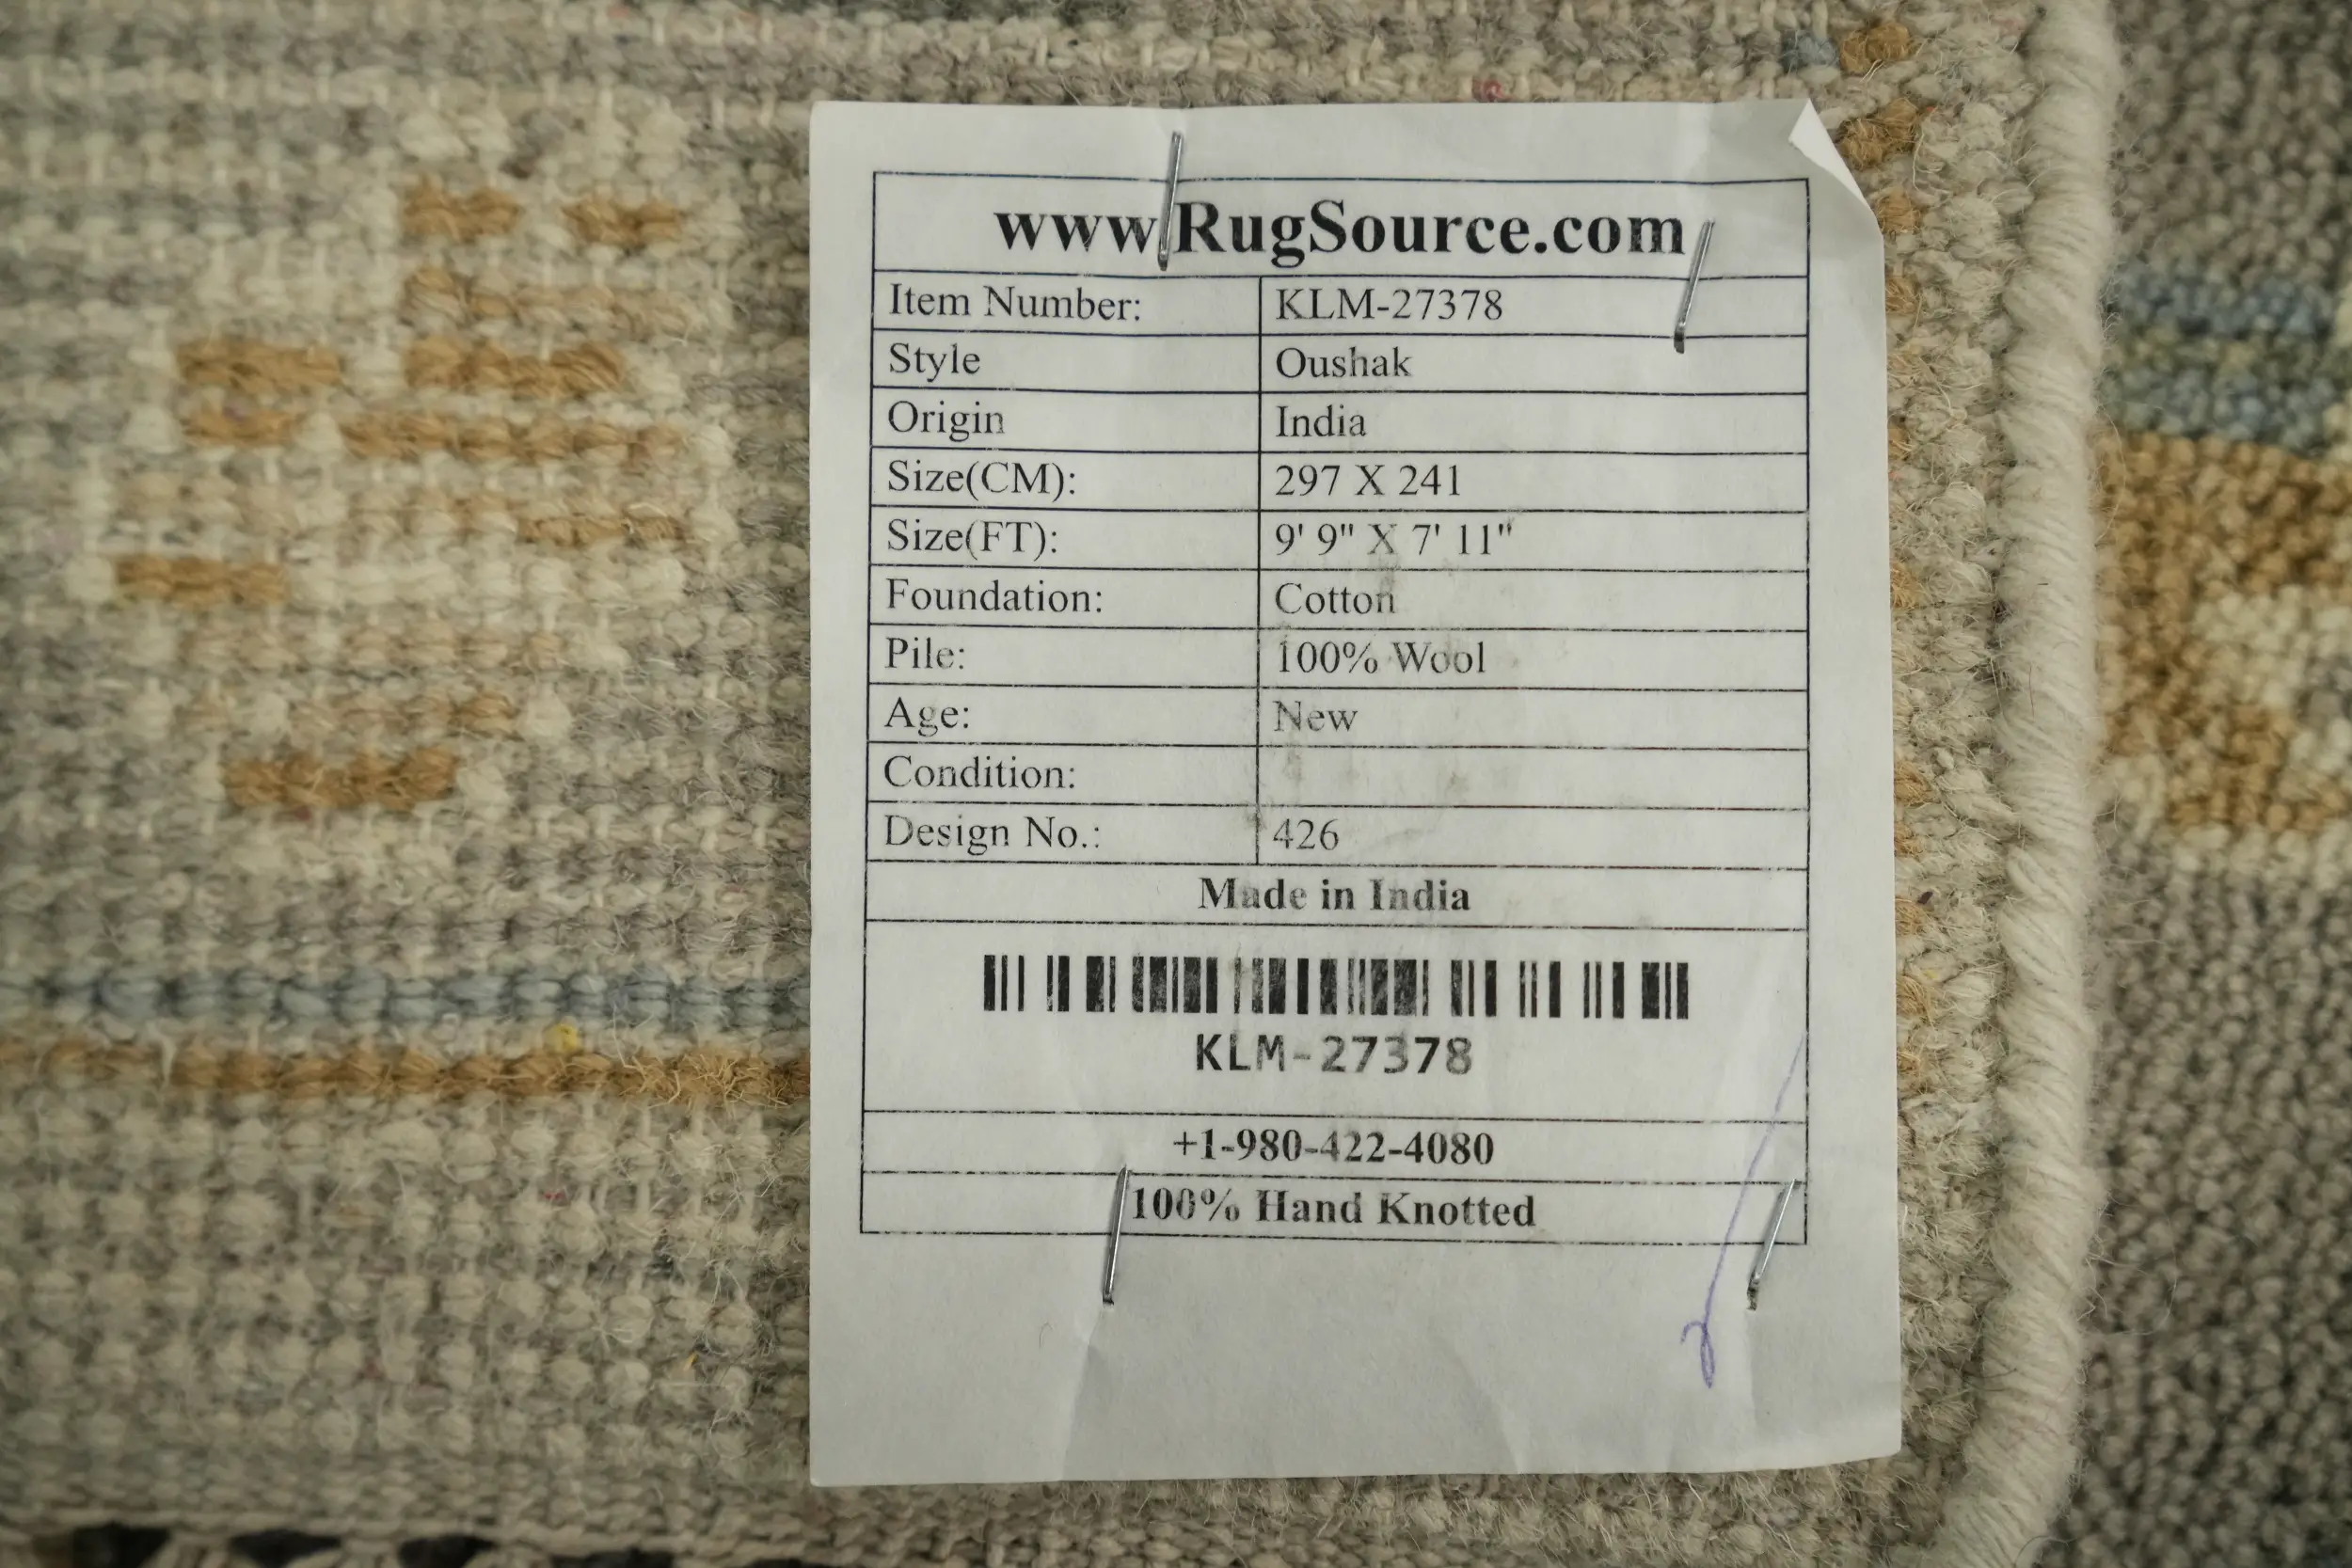 www.RugSource.com
Item Number: KLM-27378
Style Oushak
Origin India
Size(CM): 297 X 241
Size(FT): 9' 9" X 7' 11"
Foundation: Cotton
Pile: 100% Wool
Age: New
Condition:
Design No.: 426
Made in India
KLM-27378
+1-980-422-4080
100% Hand Knotted